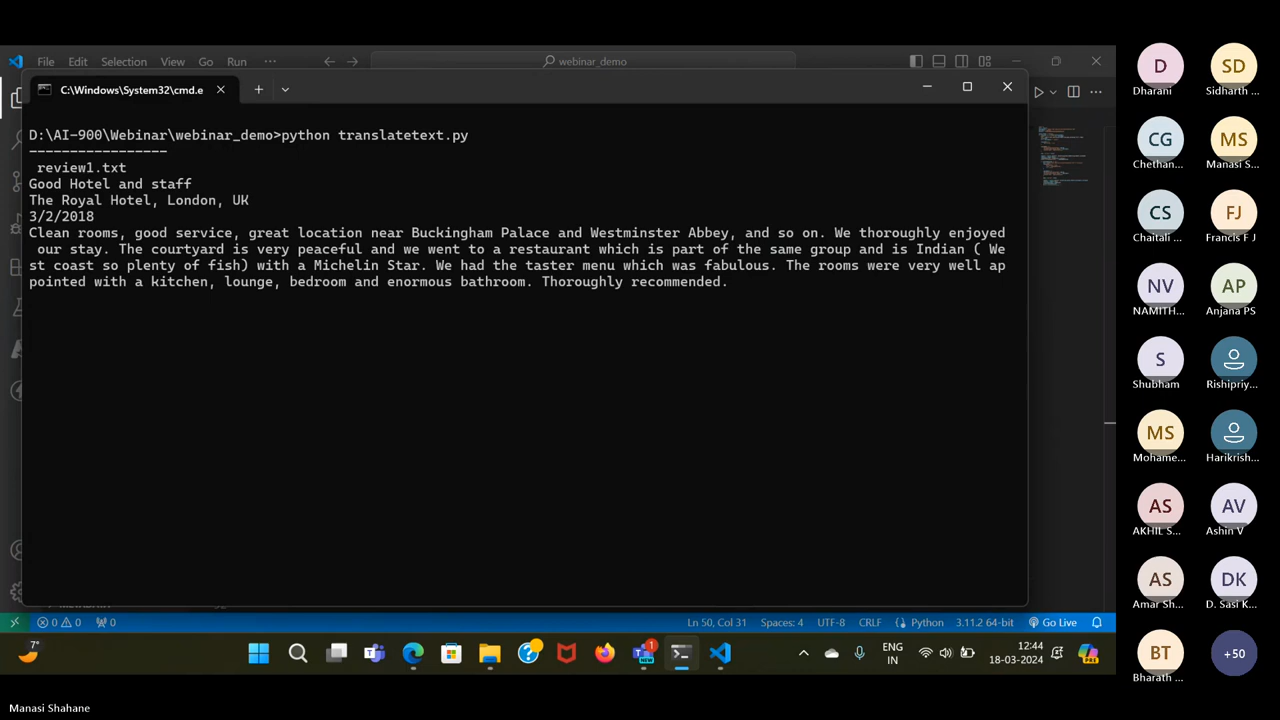 File Edit Selection View Go Run ··· webinar_demo
C:\Windows\System32\cmd.e
D:\AI-900\Webinar\webinar_demo>python translatetext.py
-----------------
review1.txt
Good Hotel and staff
The Royal Hotel, London, UK
3/2/2018
Clean rooms, good service, great location near Buckingham Palace and Westminster Abbey, and so on. We thoroughly enjoyed
our stay. The courtyard is very peaceful and we went to a restaurant which is part of the same group and is Indian ( We
st coast so plenty of fish) with a Michelin Star. We had the taster menu which was fabulous. The rooms were very well ap
pointed with a kitchen, lounge, bedroom and enormous bathroom. Thoroughly recommended.
0 0 0 Ln 50, Col 31 Spaces: 4 UTF-8 CRLF Python 3.11.2 64-bit Go Live
7°
1
NEW
ENG
IN
12:44
18-03-2024
PRE
D SD
Dharani Sidharth ...
CG MS
Chethan... Manasi S...
CS FJ
Chaitali ... Francis F J
NV AP
NAMITH... Anjana PS
S
Shubham Rishipriy...
MS
Mohame... Harikrish...
AS AV
AKHIL S... Ashin V
AS DK
Amar Sh... D. Sasi K...
BT +50
Bharath ...
Manasi Shahane